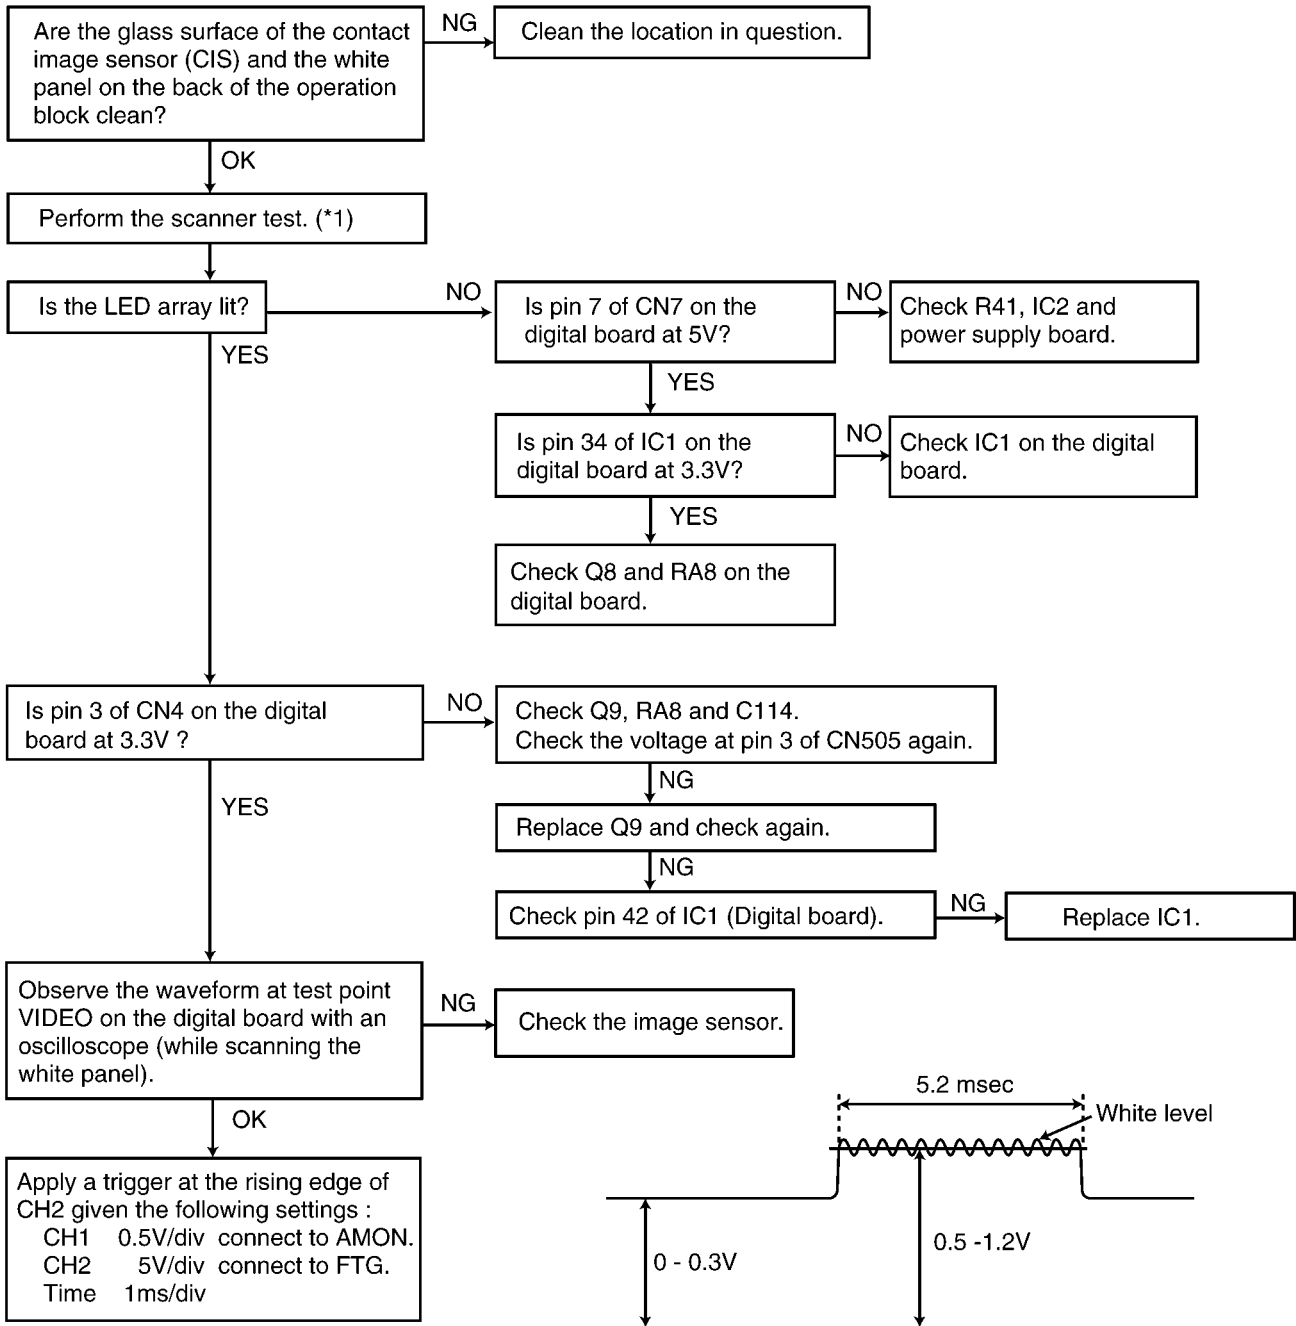 Are the glass surface of the contact
image sensor (CIS) and the white
panel on the back of the operation
block clean?
NG
Clean the location in question.
OK
Perform the scanner test. (*1)
Is the LED array lit?
NO
Is pin 7 of CN7 on the
digital board at 5V?
NO
Check R41, IC2 and
power supply board.
YES
YES
Is pin 34 of IC1 on the
digital board at 3.3V?
NO
Check IC1 on the digital
board.
YES
Check Q8 and RA8 on the
digital board.
Is pin 3 of CN4 on the digital
board at 3.3V ?
NO
Check Q9, RA8 and C114.
Check the voltage at pin 3 of CN505 again.
NG
YES
Replace Q9 and check again.
NG
Check pin 42 of IC1 (Digital board).
NG
Replace IC1.
Observe the waveform at test point
VIDEO on the digital board with an
oscilloscope (while scanning the
white panel).
NG
Check the image sensor.
OK
Apply a trigger at the rising edge of
CH2 given the following settings :
CH1 0.5V/div connect to AMON.
CH2 5V/div connect to FTG.
Time 1ms/div
5.2 msec
White level
0 - 0.3V
0.5 -1.2V